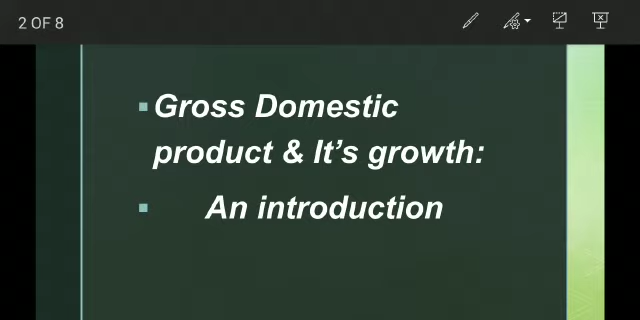 2 OF 8
Gross Domestic
product & It’s growth:
An introduction